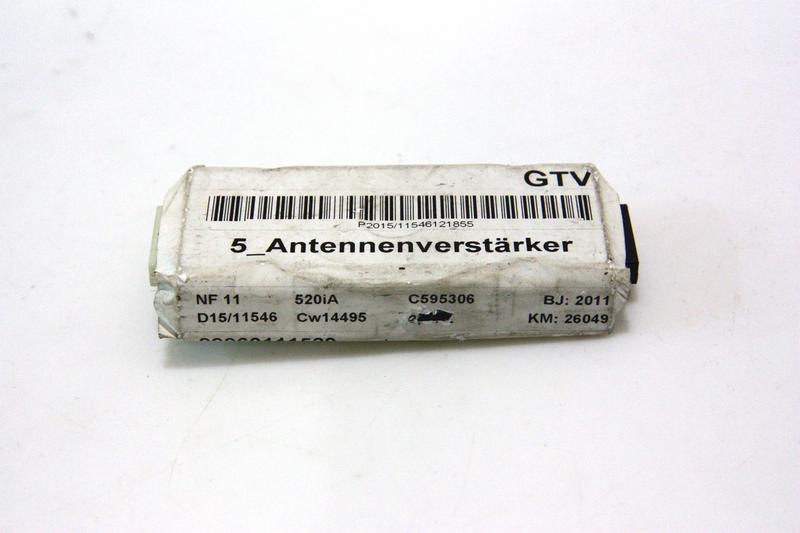 GTV
P2015/11546121855
5_Antennenverstärker
NF 11 520iA C595306 BJ: 2011
D15/11546 Cw14495 KM: 26049